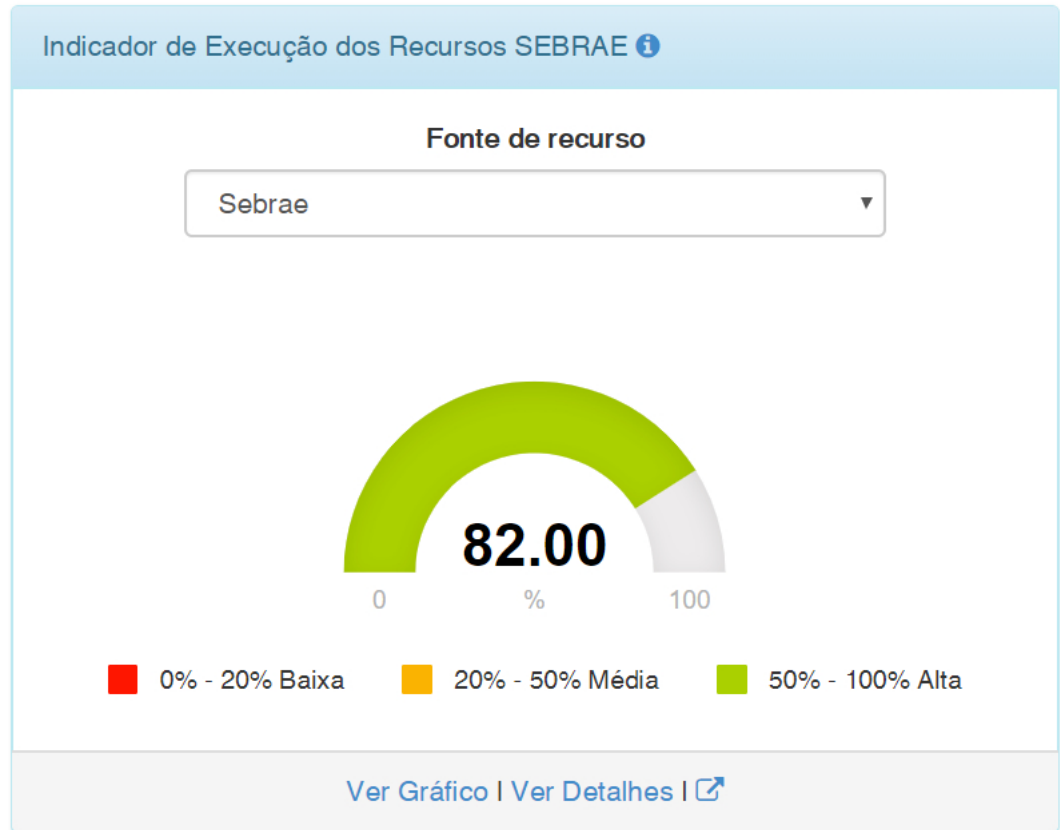 Indicador de Execução dos Recursos SEBRAE
Fonte de recurso
Sebrae
82.00
0 % 100
0% - 20% Baixa 20% - 50% Média 50% - 100% Alta
Ver Gráfico | Ver Detalhes |